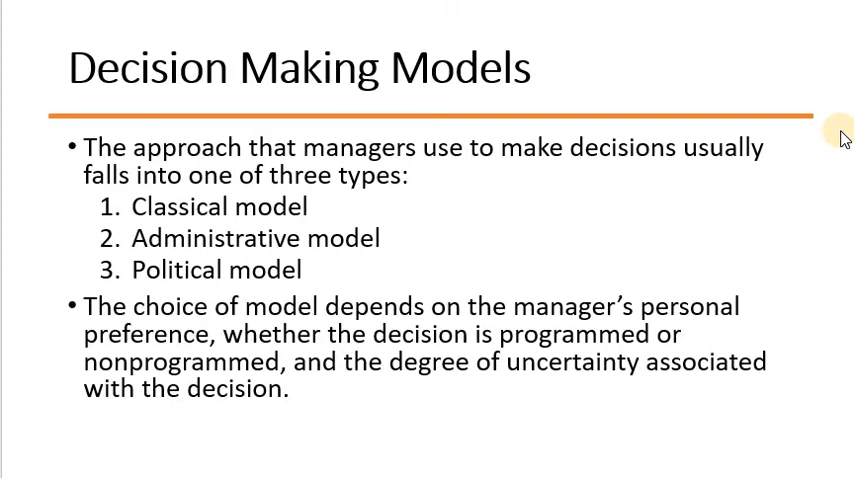 Decision Making Models
• The approach that managers use to make decisions usually
falls into one of three types:
1. Classical model
2. Administrative model
3. Political model
• The choice of model depends on the manager’s personal
preference, whether the decision is programmed or
nonprogrammed, and the degree of uncertainty associated
with the decision.